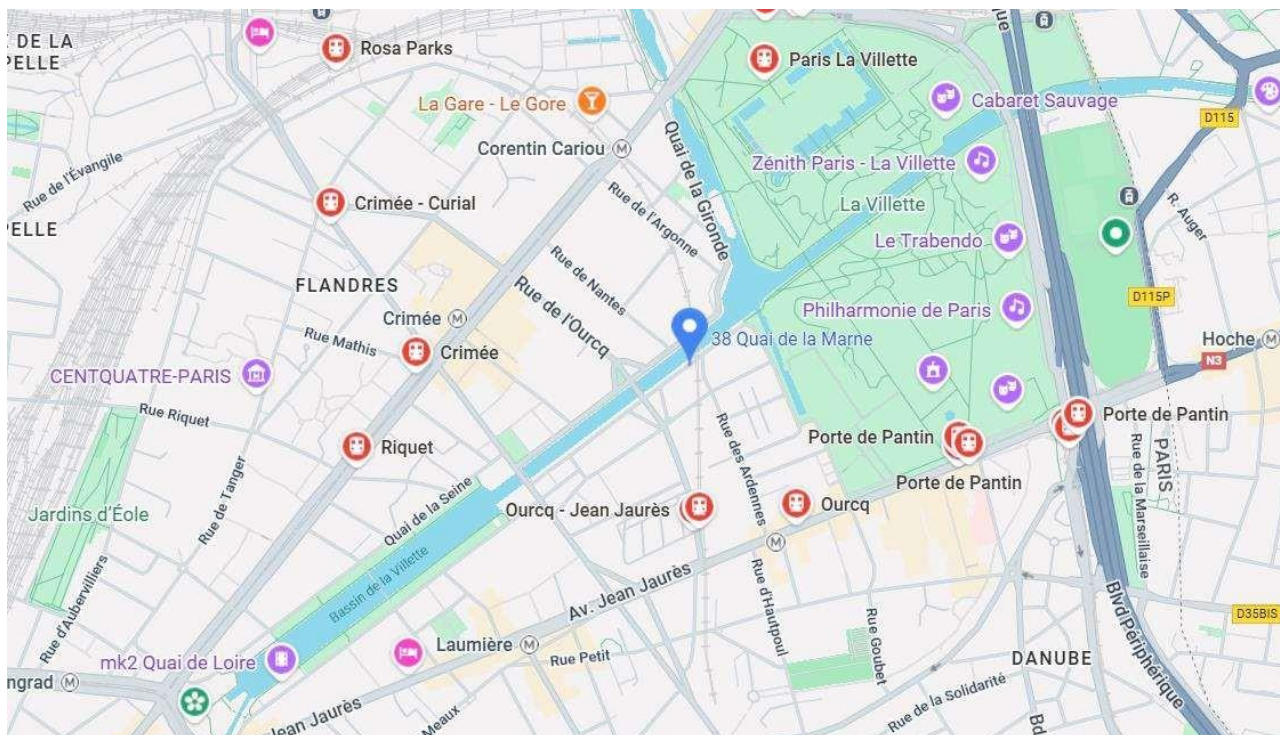 DE LA
PELLE
Rosa Parks
Paris La Villette
La Gare - Le Gore
Cabaret Sauvage
D115
Quai de la Gironde
Corentin Cariou
Zénith Paris - La Villette
Rue de l'Évangile
Rue de l'Argonne
La Villette
R. Auger
Crimée - Curial
PELLE
Le Trabendo
FLANDRES
Rue de Nantes
D115P
Rue de l'Ourcq
Philharmonie de Paris
Crimée
Rue Mathis
38 Quai de la Marne
Hoche
N3
Crimée
CENTQUATRE-PARIS
Rue Riquet
Porte de Pantin
Riquet
Rue des Ardennes
Porte de Pantin
PARIS
Rue de la Marseillaise
Rue de Tanger
Porte de Pantin
Jardins d'Éole
Quai de la Seine
Ourcq - Jean Jaurès
Ourcq
Bassin de la Villette
Av. Jean Jaurès
Rue d'Hautpoul
Rue d'Aubervilliers
Rue Goubet
Blvd Périphérique
D35BIS
Laumière
Rue Petit
DANUBE
mk2 Quai de Loire
ngrad
Rue de la Solidarité
Jean Jaurès
Meaux
Bd